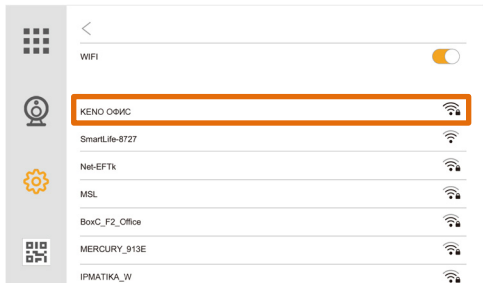 WIFI
KENO ОФИС
SmartLife-8727
Net-EFTk
MSL
BoxC_F2_Office
MERCURY_913E
IPMATIKA_W